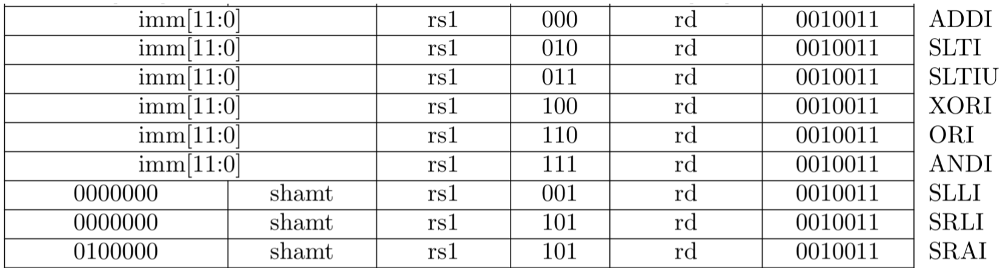 imm[11:0] rs1 000 rd 0010011 ADDI
imm[11:0] rs1 010 rd 0010011 SLTI
imm[11:0] rs1 011 rd 0010011 SLTIU
imm[11:0] rs1 100 rd 0010011 XORI
imm[11:0] rs1 110 rd 0010011 ORI
imm[11:0] rs1 111 rd 0010011 ANDI
0000000 shamt rs1 001 rd 0010011 SLLI
0000000 shamt rs1 101 rd 0010011 SRLI
0100000 shamt rs1 101 rd 0010011 SRAI